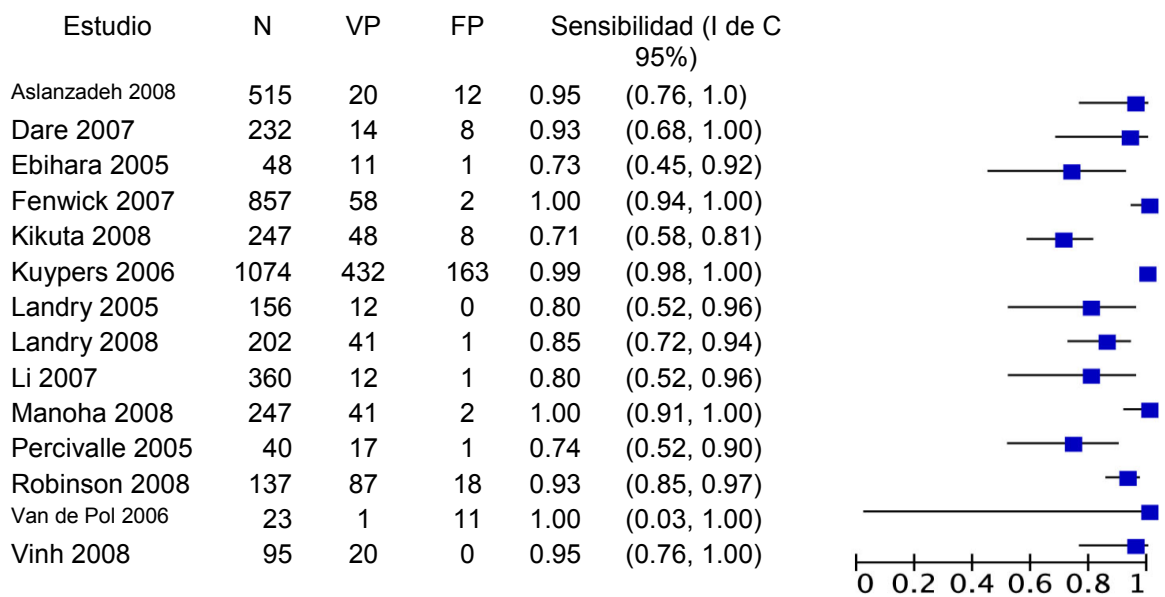 Estudio N VP FP Sensibilidad (I de C
95%)
Aslanzadeh 2008 515 20 12 0.95 (0.76, 1.0)
Dare 2007 232 14 8 0.93 (0.68, 1.00)
Ebihara 2005 48 11 1 0.73 (0.45, 0.92)
Fenwick 2007 857 58 2 1.00 (0.94, 1.00)
Kikuta 2008 247 48 8 0.71 (0.58, 0.81)
Kuypers 2006 1074 432 163 0.99 (0.98, 1.00)
Landry 2005 156 12 0 0.80 (0.52, 0.96)
Landry 2008 202 41 1 0.85 (0.72, 0.94)
Li 2007 360 12 1 0.80 (0.52, 0.96)
Manoha 2008 247 41 2 1.00 (0.91, 1.00)
Percivalle 2005 40 17 1 0.74 (0.52, 0.90)
Robinson 2008 137 87 18 0.93 (0.85, 0.97)
Van de Pol 2006 23 1 11 1.00 (0.03, 1.00)
Vinh 2008 95 20 0 0.95 (0.76, 1.00)
0 0.2 0.4 0.6 0.8 1